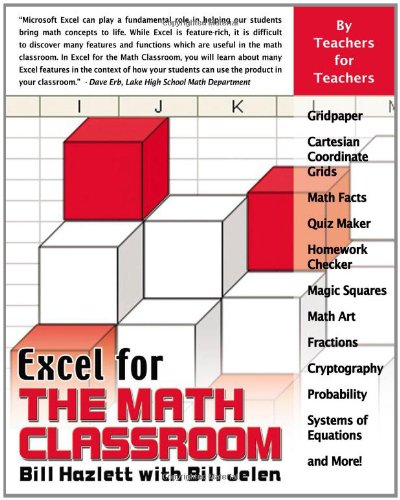 "Microsoft Excel can play a fundamental role in helping our students
bring math concepts to life. While Excel is feature-rich, it is difficult
to discover many features and functions which are useful in the math
classroom. In Excel for the Math Classroom, you will learn about many
Excel features in the context of how your students can use the product in
your classroom." - Dave Erb, Lake High School Math Department
By
Teachers
for
Teachers
I J K L M
Gridpaper
Cartesian
Coordinate
Grids
Math Facts
Quiz Maker
Homework
Checker
Magic Squares
Math Art
Fractions
Cryptography
Probability
Systems of
Equations
and More!
Excel for
THE MATH
CLASSROOM
Bill Hazlett with Bill Jelen